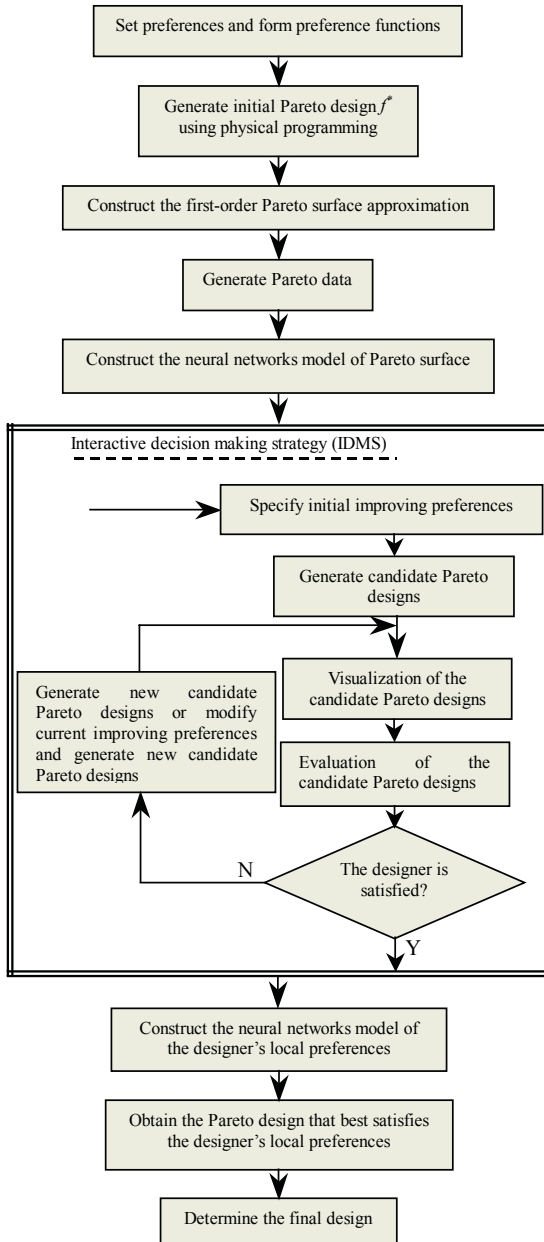 Set preferences and form preference functions
Generate initial Pareto design f*
using physical programming
Construct the first-order Pareto surface approximation
Generate Pareto data
Construct the neural networks model of Pareto surface
Interactive decision making strategy (IDMS)
Specify initial improving preferences
Generate candidate Pareto
designs
Visualization of the
candidate Pareto designs
Generate new candidate
Pareto designs or modify
current improving preferences
and generate new candidate
Pareto designs
Evaluation of the
candidate Pareto designs
The designer is
satisfied?
N
Y
Construct the neural networks model of
the designer's local preferences
Obtain the Pareto design that best satisfies
the designer's local preferences
Determine the final design